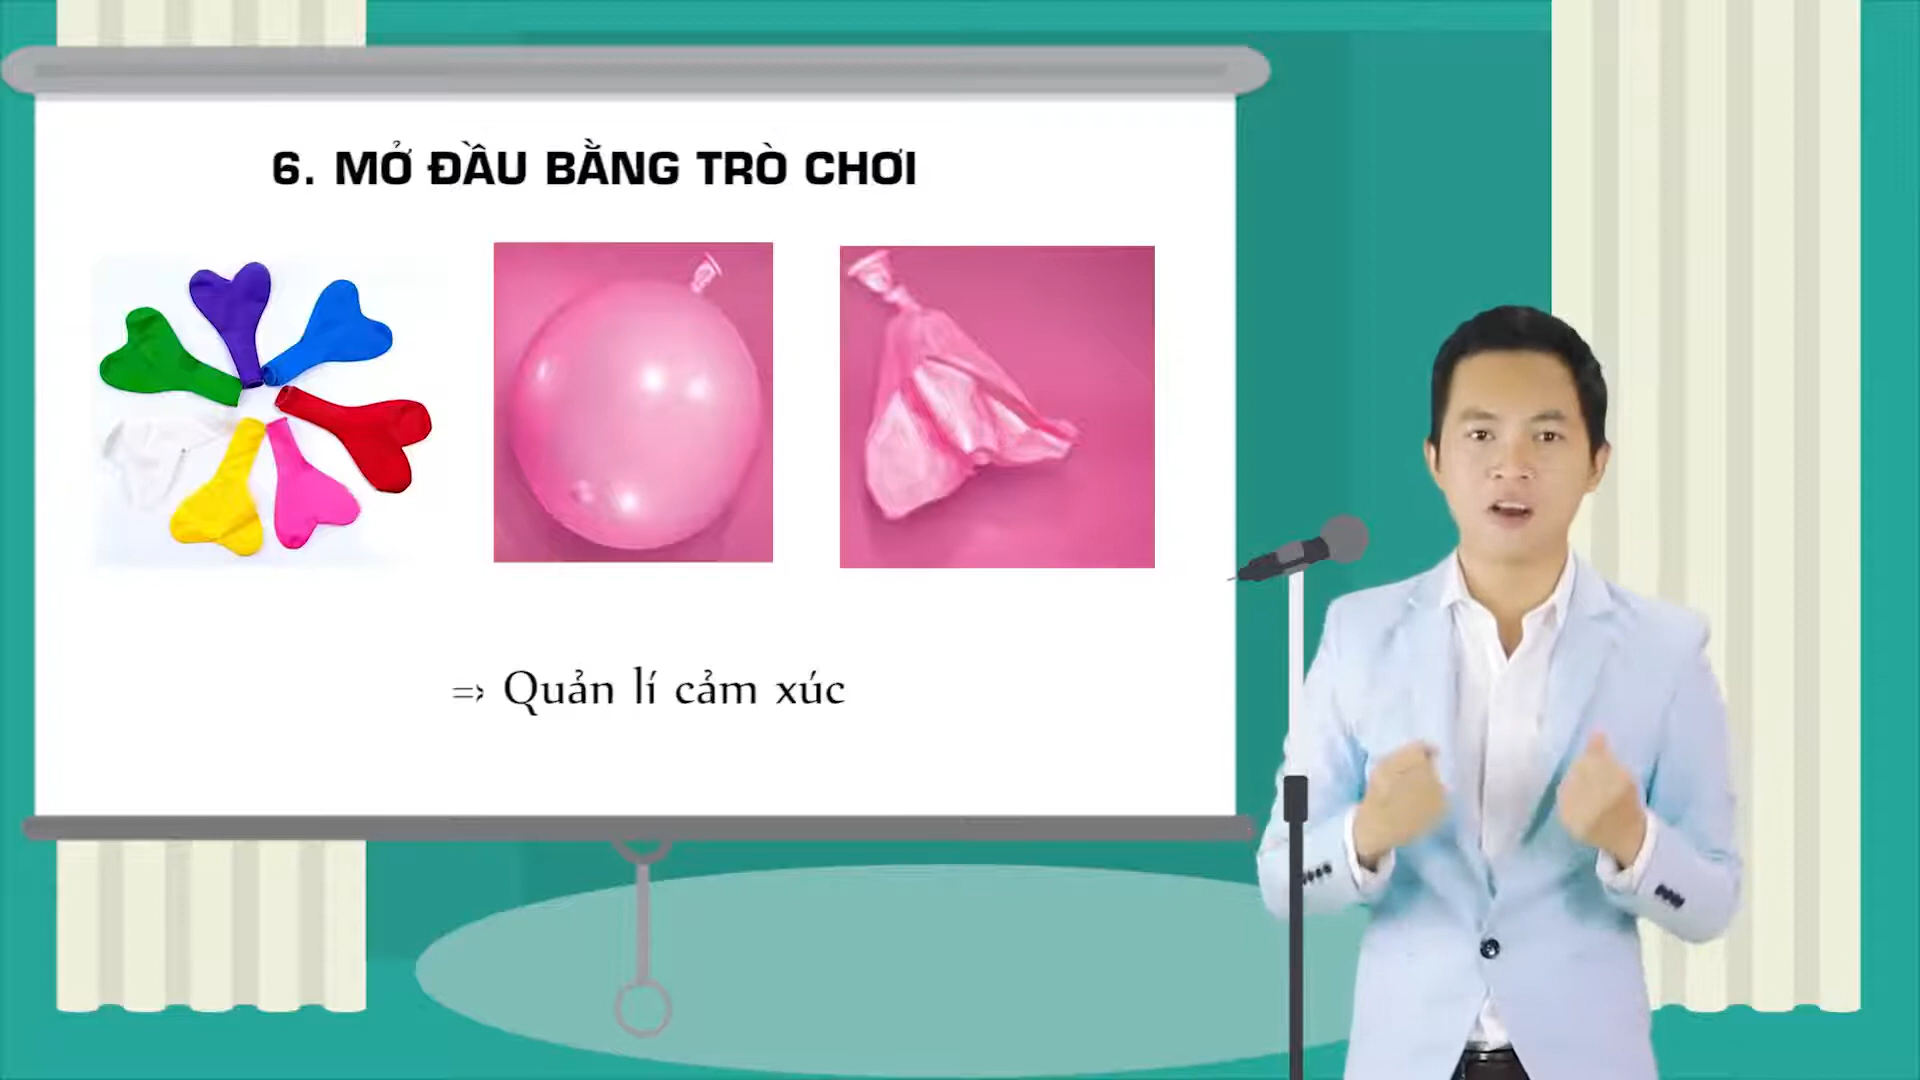 6. MỞ ĐẦU BẰNG TRÒ CHƠI
=> Quản lí cảm xúc